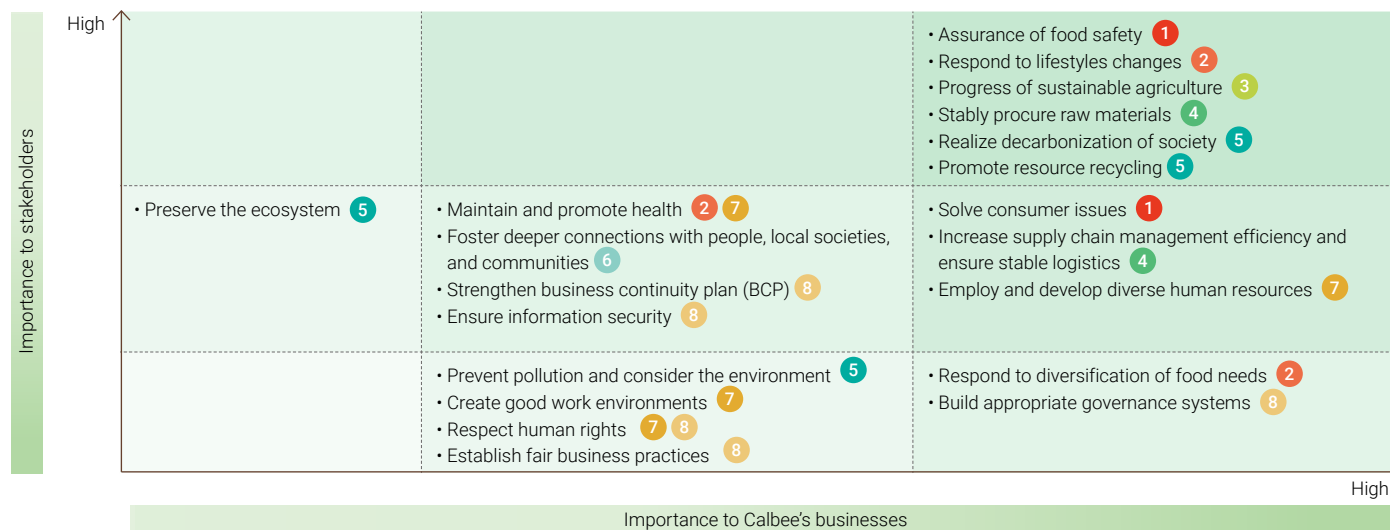 High
Importance to stakeholders
• Assurance of food safety 1
• Respond to lifestyles changes 2
• Progress of sustainable agriculture 3
• Stably procure raw materials 4
• Realize decarbonization of society 5
• Promote resource recycling 5
• Preserve the ecosystem 5
• Maintain and promote health 2 7
• Foster deeper connections with people, local societies,
and communities 6
• Strengthen business continuity plan (BCP) 8
• Ensure information security 8
• Solve consumer issues 1
• Increase supply chain management efficiency and
ensure stable logistics 4
• Employ and develop diverse human resources 7
• Prevent pollution and consider the environment 5
• Create good work environments 7
• Respect human rights 7 8
• Establish fair business practices 8
• Respond to diversification of food needs 2
• Build appropriate governance systems 8
High
Importance to Calbee's businesses